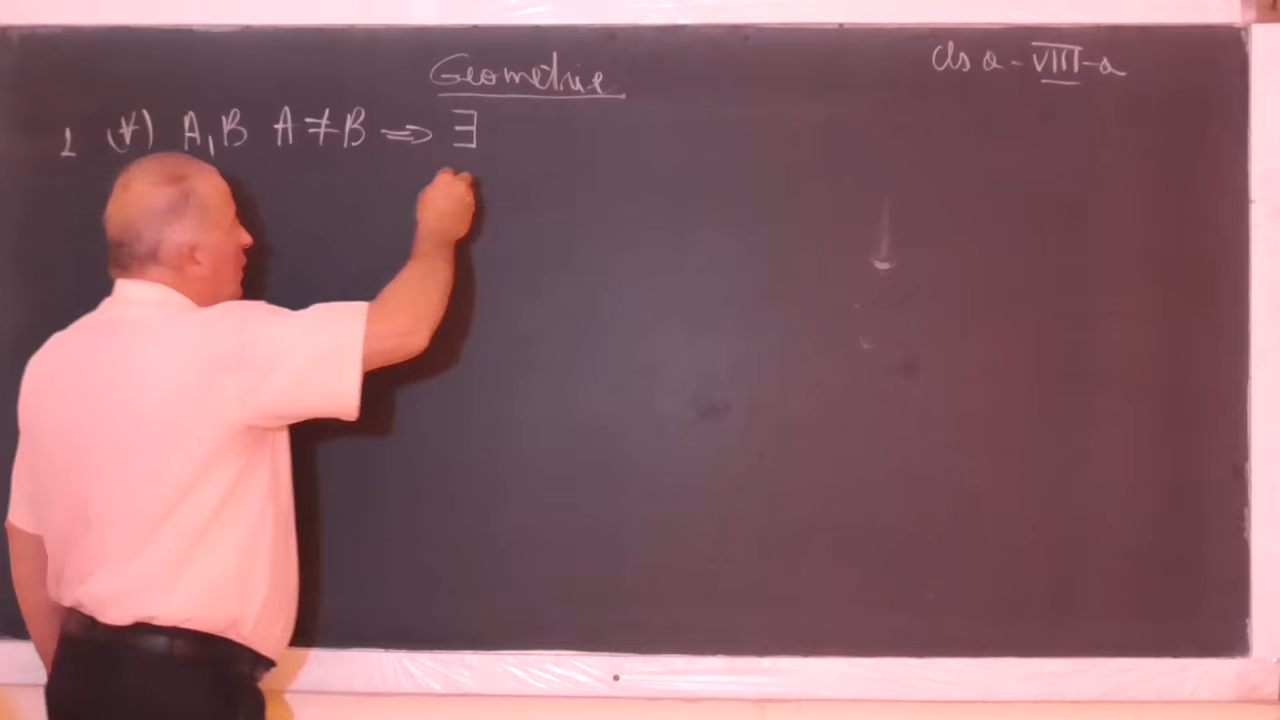 Geometrie
cls a-VIII-a
1 (∀) A,B A≠B ⇒ ∃